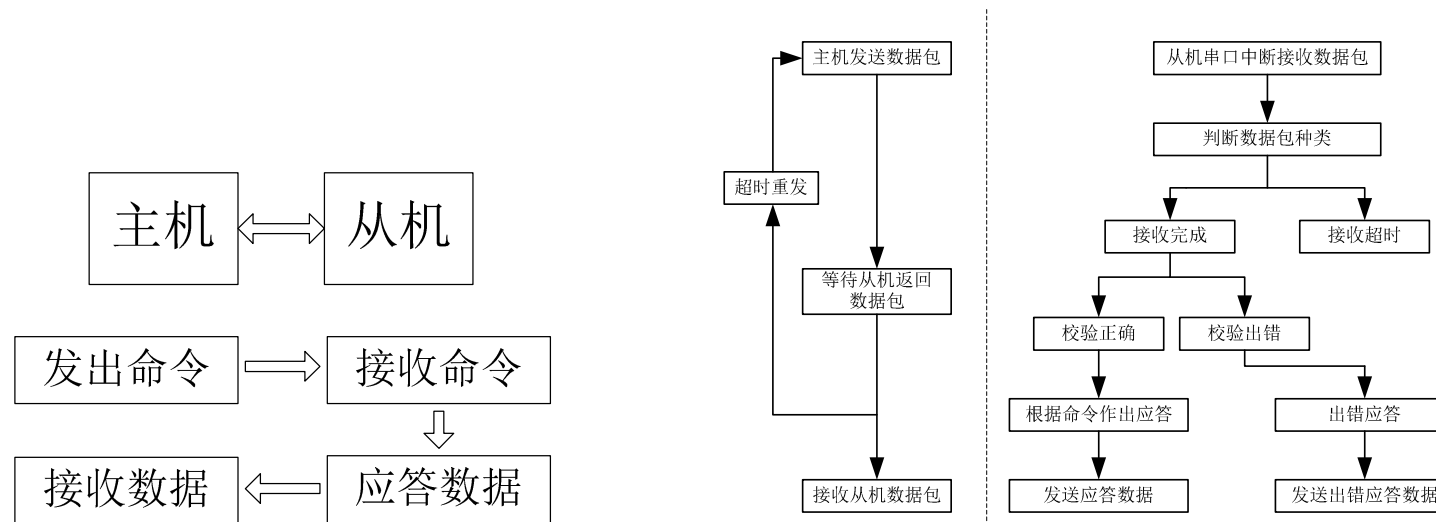 主机
从机
发出命令
接收命令
接收数据
应答数据
主机发送数据包
超时重发
等待从机返回
数据包
接收从机数据包
从机串口中断接收数据包
判断数据包种类
接收完成
接收超时
校验正确
校验出错
根据命令作出应答
出错应答
发送应答数据
发送出错应答数据